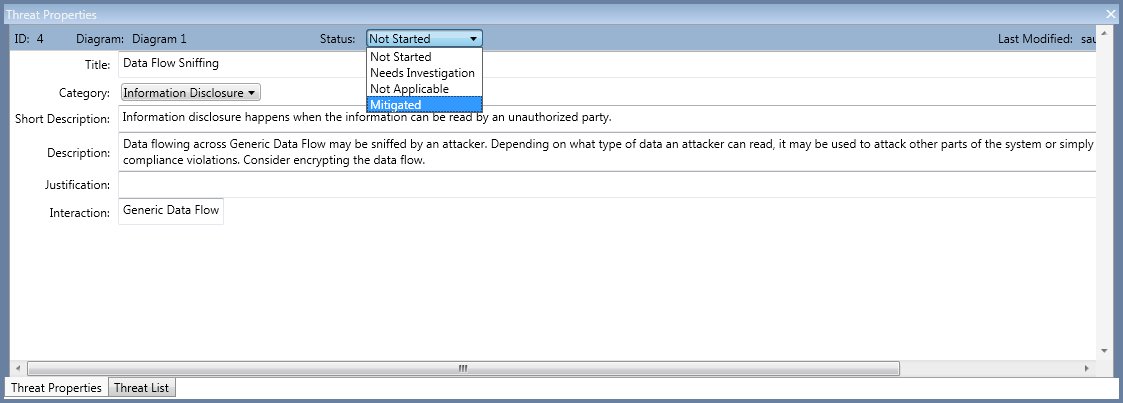 Threat Properties
ID: 4 Diagram: Diagram 1 Status: Not Started Last Modified: sau
Not Started
Needs Investigation
Not Applicable
Mitigated
Title: Data Flow Sniffing
Category: Information Disclosure
Short Description: Information disclosure happens when the information can be read by an unauthorized party.
Description: Data flowing across Generic Data Flow may be sniffed by an attacker. Depending on what type of data an attacker can read, it may be used to attack other parts of the system or simply
compliance violations. Consider encrypting the data flow.
Justification:
Interaction: Generic Data Flow
Threat Properties Threat List